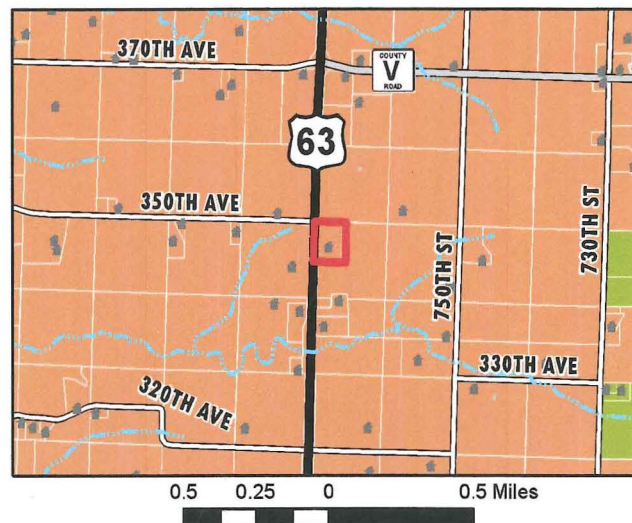 370TH AVE
COUNTY
V
ROAD
63
350TH AVE
750TH ST
730TH ST
330TH AVE
320TH AVE
0.5 0.25 0 0.5 Miles